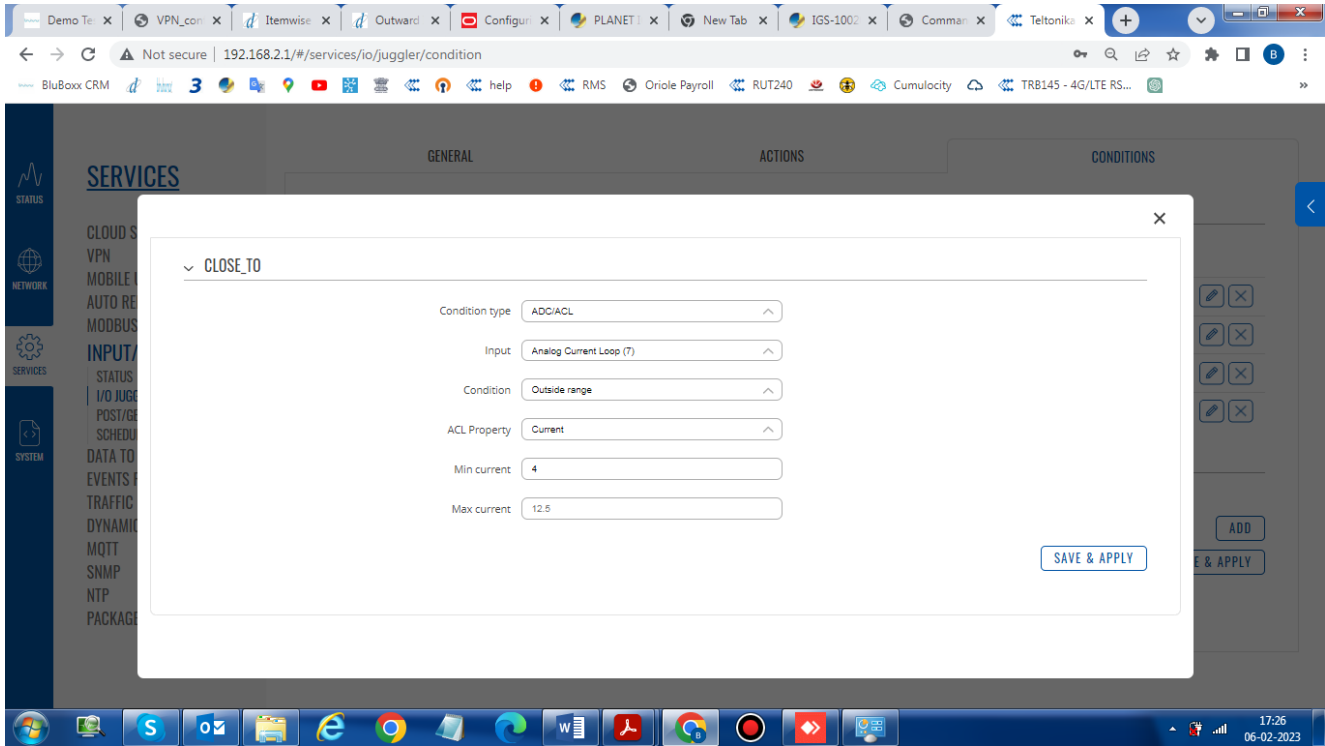 Demo Te: VPN_con Itemwise Outward Configur PLANET I New Tab IGS-1002 Comman Teltonika
Not secure 192.168.2.1/#/services/io/juggler/condition B
BluBoxx CRM d 3 help RMS Oriole Payroll RUT240 Cumulocity TRB145 - 4G/LTE RS... »
GENERAL ACTIONS CONDITIONS
SERVICES
STATUS
NETWORK
SERVICES
SYSTEM
CLOUD S
VPN
MOBILE U
AUTO RE
MODBUS
INPUT/
STATUS
I/O JUGG
POST/GE
SCHEDU
DATA TO
EVENTS R
TRAFFIC
DYNAMIC
MQTT
SNMP
NTP
PACKAGE
CLOSE_TO
Condition type ADC/ACL
Input Analog Current Loop (7)
Condition Outside range
ACL Property Current
Min current 4
Max current 12.5
SAVE & APPLY
ADD
E & APPLY
17:26
06-02-2023